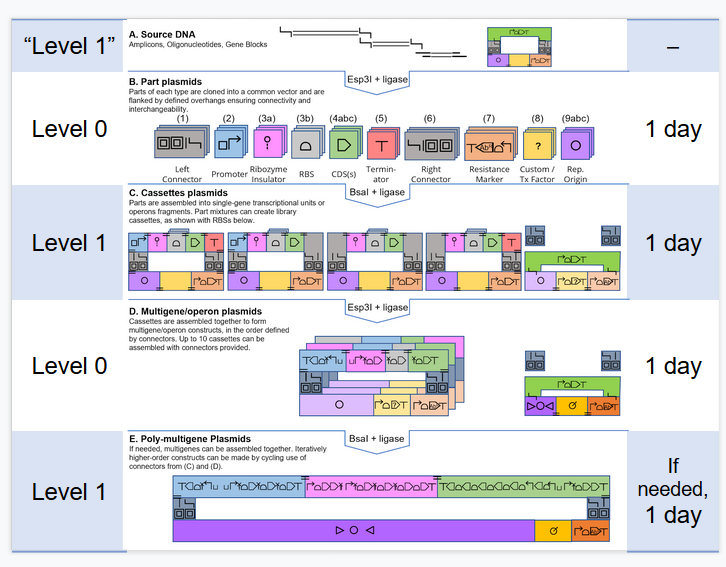 “Level 1”
A. Source DNA
Amplicons, Oligonucleotides, Gene Blocks
–
Esp3I + ligase
Level 0
B. Part plasmids
Parts of each type are cloned into a common vector and are
flanked by defined overhangs ensuring connectivity and
interchangeability.
(1) (2) (3a) (3b) (4abc) (5) (6) (7) (8) (9abc)
?
Left
Connector
Promoter
Ribozyme
Insulator
RBS
CDS(s)
Termin-
ator
Right
Connector
Resistance
Marker
Custom /
Tx Factor
Rep.
Origin
1 day
BsaI + ligase
Level 1
C. Cassettes plasmids
Parts are assembled into single-gene transcriptional units or
operons fragments. Part mixtures can create library
cassettes, as shown with RBSs below.
1 day
Esp3I + ligase
Level 0
D. Multigene/operon plasmids
Cassettes are assembled together to form
multigene/operon constructs, in the order defined
by connectors. Up to 10 cassettes can be
assembled with connectors provided.
1 day
BsaI + ligase
Level 1
E. Poly-multigene Plasmids
If needed, multigenes can be assembled together. Iteratively
higher-order constructs can be made by cycling use of
connectors from (C) and (D).
If
needed,
1 day